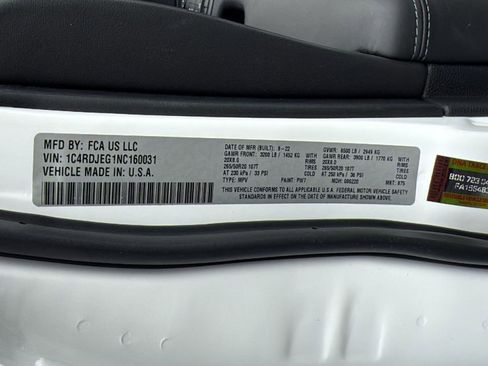 MFD BY: FCA US LLC
VIN: 1C4RDJEG1NC160031
VEHICLE MADE IN: U.S.A.
DATE OF MFR (BUILT): 8-22
GVWR: 6500 LB / 2949 KG
GAWR FRONT: 3200 LB / 1452 KG
GAWR REAR: 3900 LB / 1770 KG
20X8.0 RIMS
20X8.0 RIMS
265/50R20 107T TIRES
265/50R20 107T TIRES
AT 230 kPa / 33 PSI COLD
AT 250 kPa / 36 PSI COLD
THIS VEHICLE CONFORMS TO ALL APPLICABLE U.S.A. FEDERAL MOTOR VEHICLE
SAFETY STANDARDS IN EFFECT ON THE DATE OF MANUFACTURE SHOWN ABOVE.
TYPE: MPV PAINT: PW7 MDH: MKT: 875